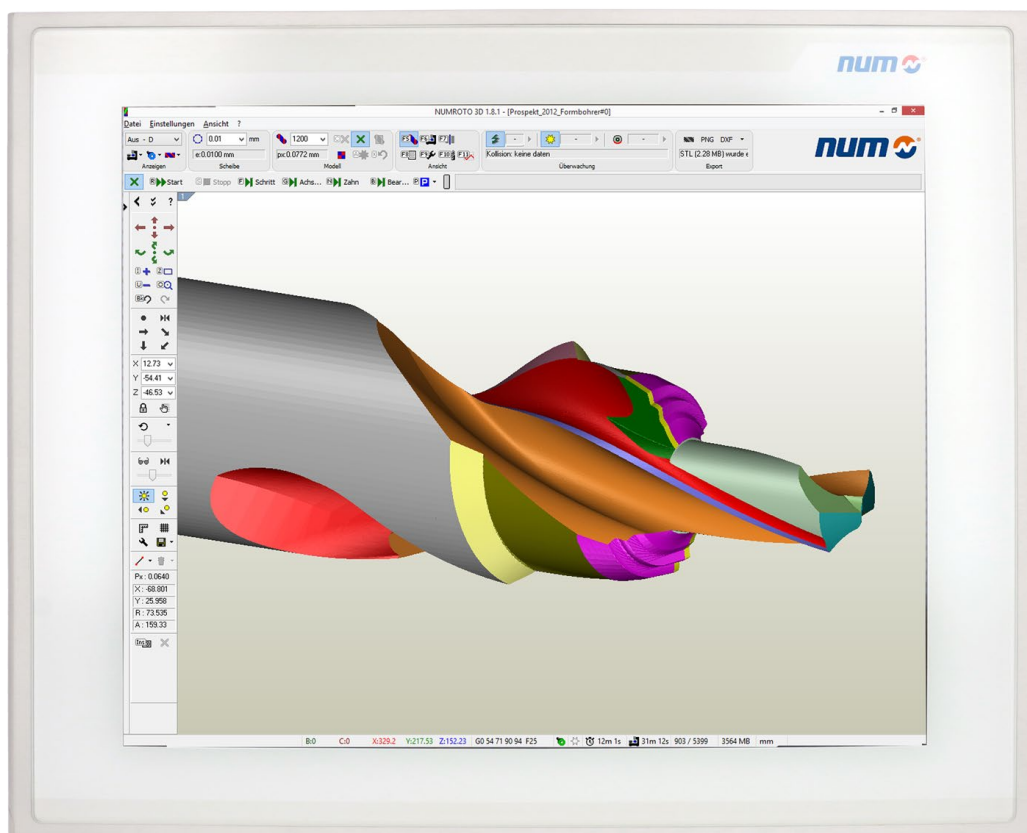 num
NUMROTO 3D 1.8.1 - [Prospekt_2012_Formbohrer#0]
Datei Einstellungen Ansicht ?
num
Aus - D
0.01 mm
1200
PNG DXF
e:0.0100 mm
px:0.0772 mm
Kollision: keine daten
STL (2.28 MB) wurde e
Anzeigen Scheibe Modell Ansicht Überwachung Export
Start Stopp Schritt Achs... Zahn Bear...
1
X 12.73
Y -54.41
Z -46.53
Px : 0.0640
X : -68.801
Y : 25.958
R : 73.535
A : 159.33
B:0 C:0 X:329.2 Y:217.53 Z:152.23 G0 54 71 90 94 F25 12m 1s 31m 12s 903 / 5399 3564 MB mm